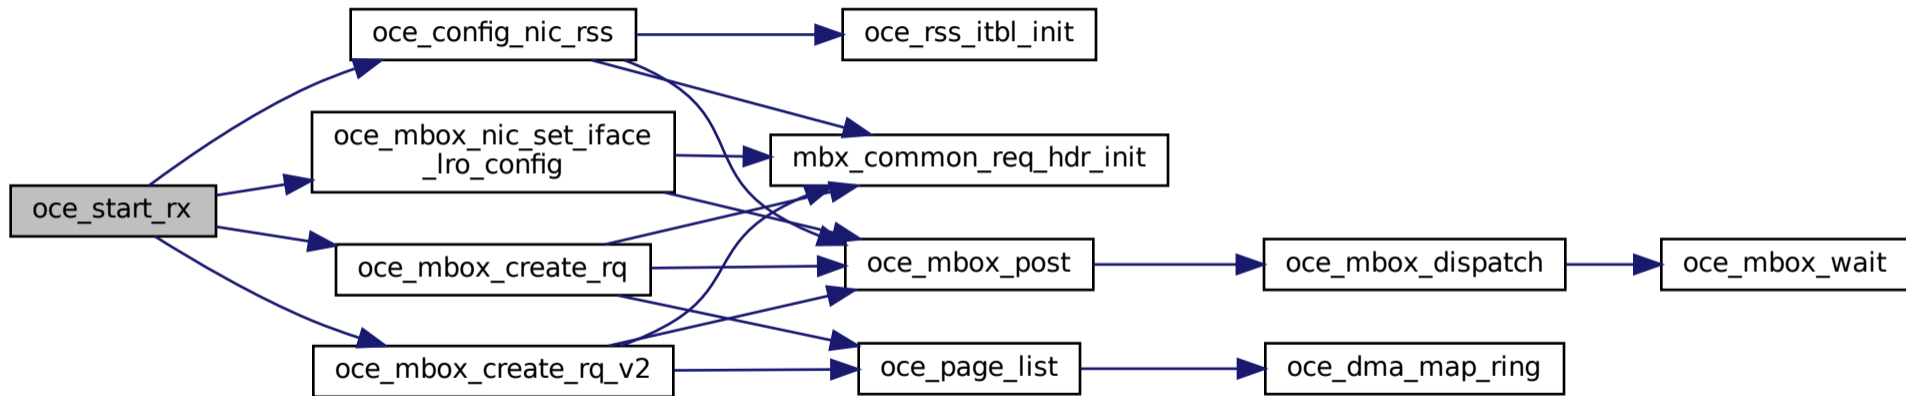 oce_start_rx
oce_config_nic_rss
oce_mbox_nic_set_iface
_lro_config
oce_mbox_create_rq
oce_mbox_create_rq_v2
oce_rss_itbl_init
mbx_common_req_hdr_init
oce_mbox_post
oce_page_list
oce_mbox_dispatch
oce_dma_map_ring
oce_mbox_wait